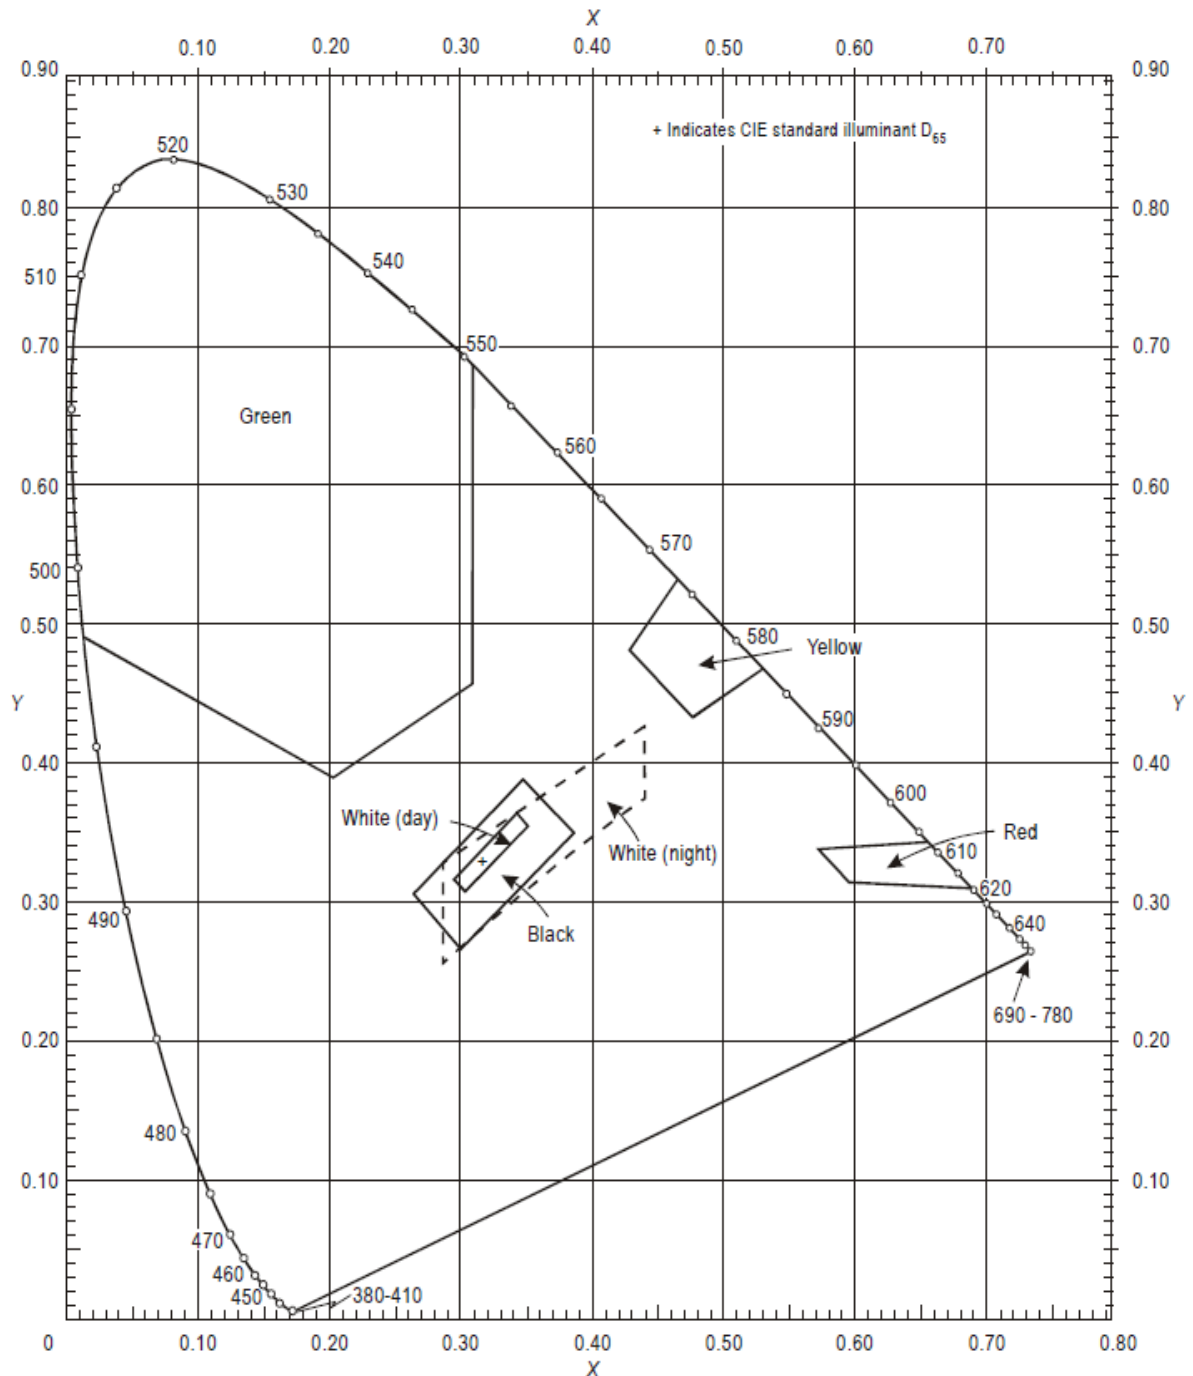 X
0.10 0.20 0.30 0.40 0.50 0.60 0.70
0.90 0.90
+ Indicates CIE standard illuminant D65
520
530
0.80 0.80
540
510
550
0.70 0.70
Green
560
0.60 0.60
570
500
0.50 0.50
580
Yellow
Y Y
590
0.40 0.40
600
White (day)
Red
White (night)
610
620
0.30 0.30
490
640
Black
690 - 780
0.20 0.20
480
0.10 0.10
470
460
450
380-410
0 0.10 0.20 0.30 0.40 0.50 0.60 0.70 0.80
X